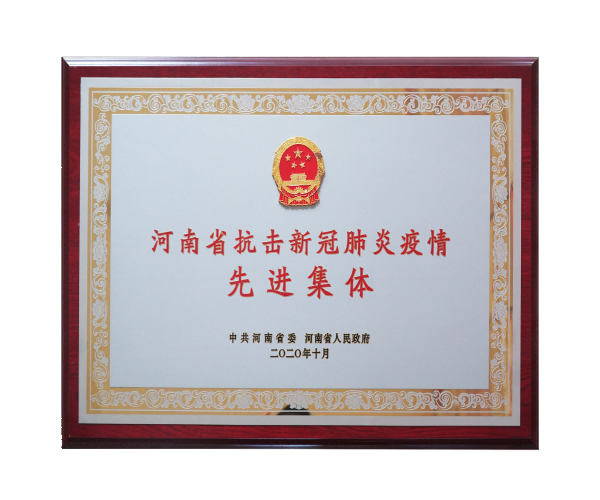 河南省抗击新冠肺炎疫情
先进集体
中共河南省委 河南省人民政府
二〇二〇年十月